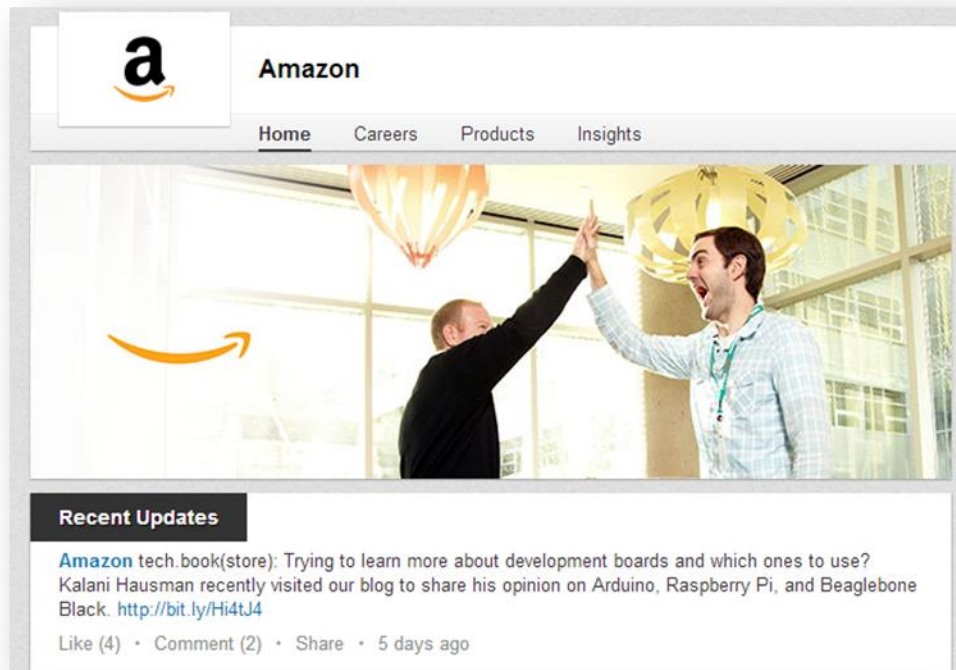 a
Amazon
Home Careers Products Insights
Recent Updates
Amazon tech.book(store): Trying to learn more about development boards and which ones to use?
Kalani Hausman recently visited our blog to share his opinion on Arduino, Raspberry Pi, and Beaglebone
Black. http://bit.ly/Hi4tJ4
Like (4) · Comment (2) · Share · 5 days ago